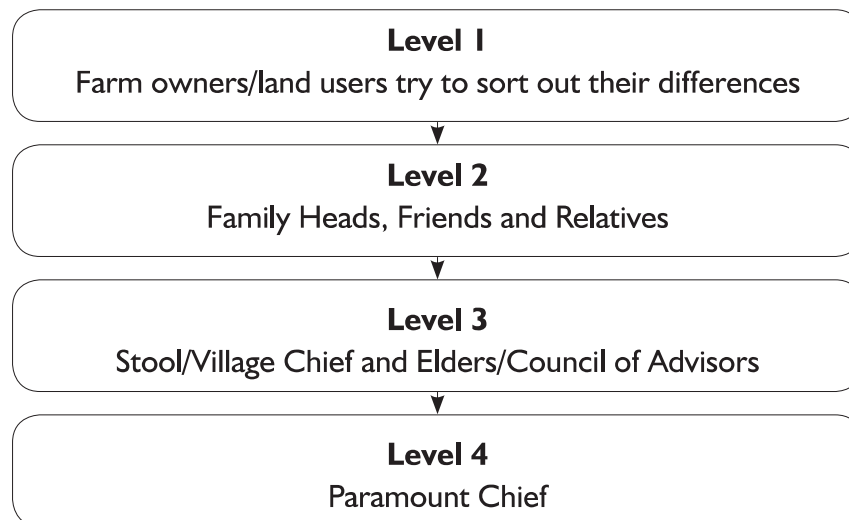 Level 1
Farm owners/land users try to sort out their differences
Level 2
Family Heads, Friends and Relatives
Level 3
Stool/Village Chief and Elders/Council of Advisors
Level 4
Paramount Chief